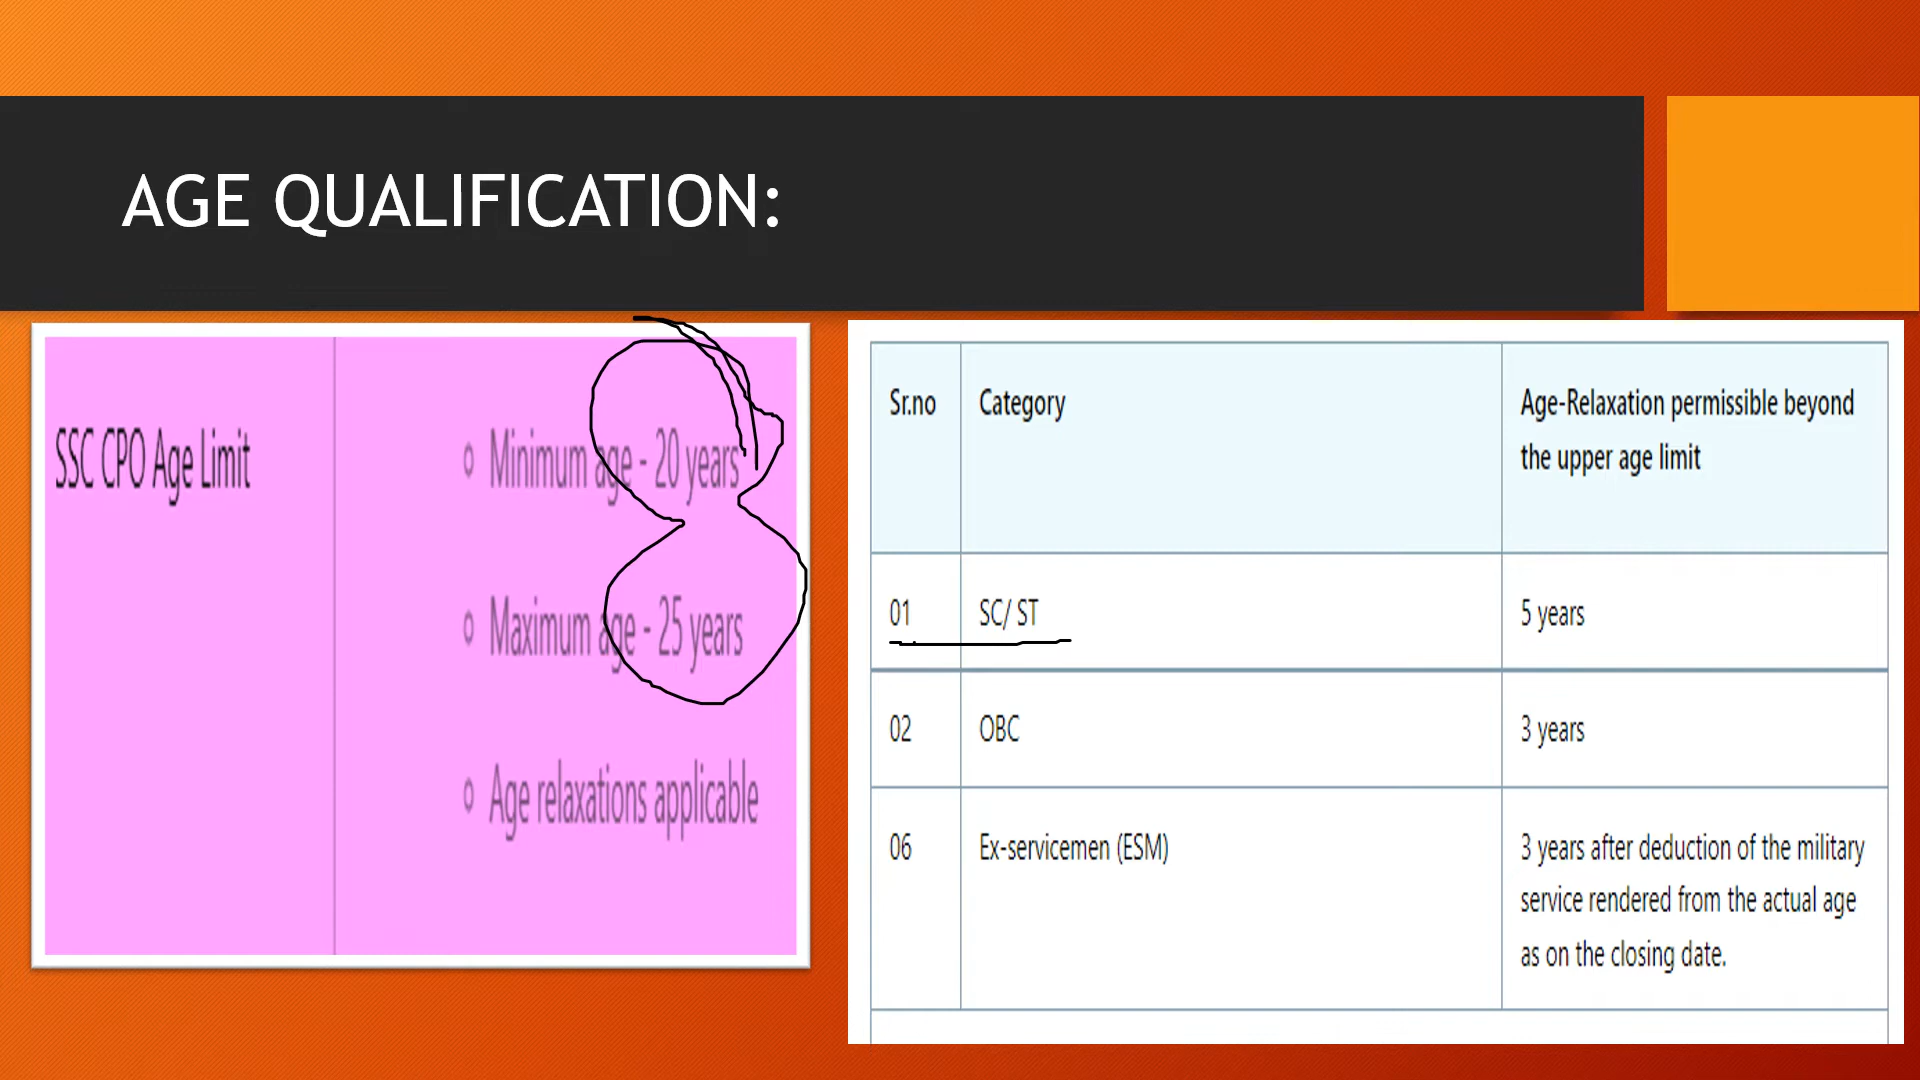 AGE QUALIFICATION:
SSC CPO Age Limit
Minimum age - 20 years
Maximum age - 25 years
Age relaxations applicable
Sr.no Category Age-Relaxation permissible beyond
the upper age limit
01 SC/ ST 5 years
02 OBC 3 years
06 Ex-servicemen (ESM) 3 years after deduction of the military
service rendered from the actual age
as on the closing date.